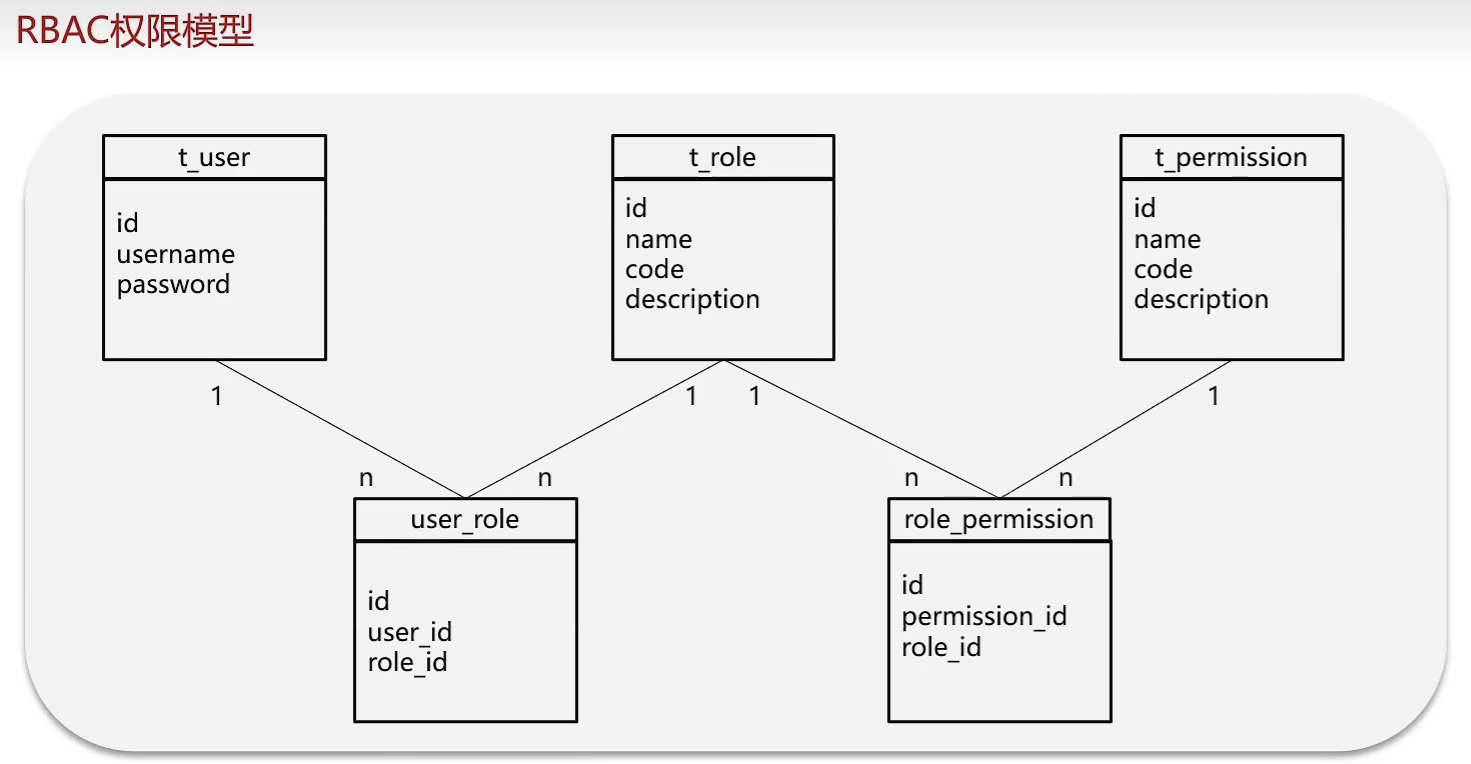 RBAC权限模型
t_user
id
username
password
t_role
id
name
code
description
t_permission
id
name
code
description
1
1
1
1
n
n
n
n
user_role
id
user_id
role_id
role_permission
id
permission_id
role_id